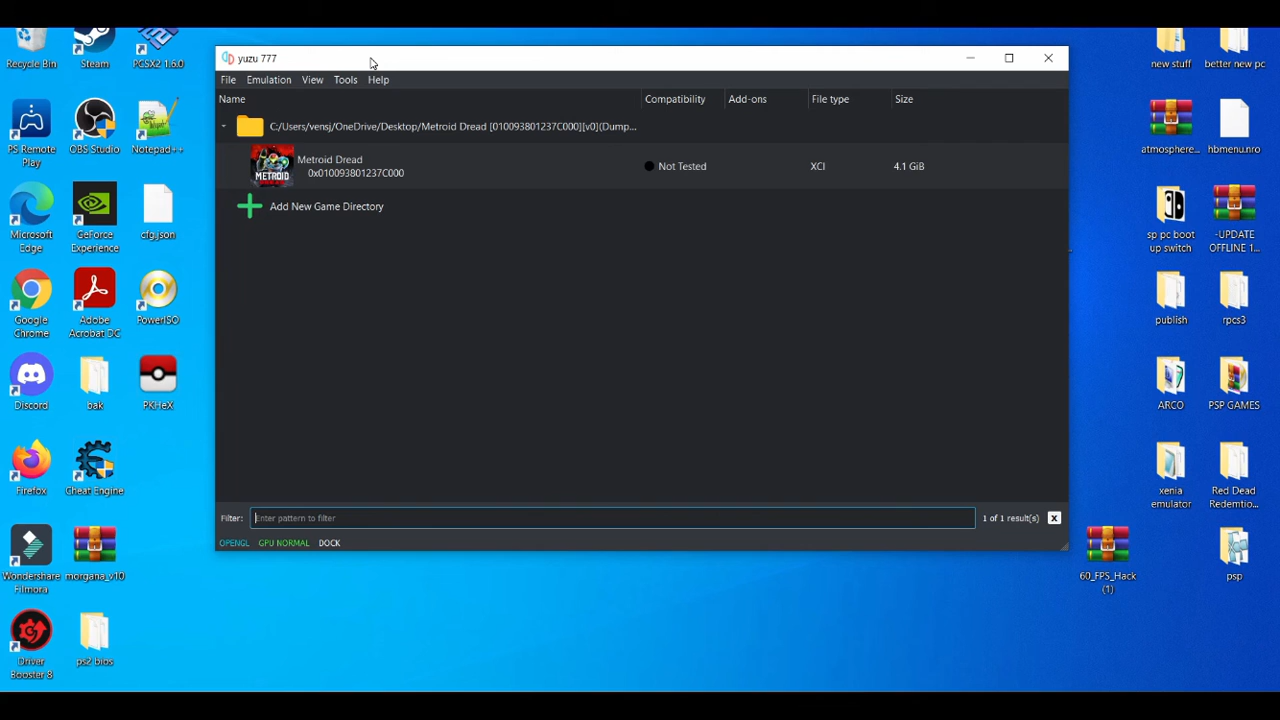 yuzu 777
File Emulation View Tools Help
Name Compatibility Add-ons File type Size
C:/Users/vensj/OneDrive/Desktop/Metroid Dread [010093801237C000][v0](Dump...
Metroid Dread
0x010093801237C000
Not Tested XCI 4.1 GiB
METROID
Add New Game Directory
Filter: Enter pattern to filter 1 of 1 result(s) X
OPENGL GPU NORMAL DOCK
Recycle Bin
Steam
PCSX2 1.6.0
PS Remote
Play
OBS Studio
Notepad++
Microsoft
Edge
GeForce
Experience
cfg.json
Google
Chrome
Adobe
Acrobat DC
PowerISO
Discord
bak
PKHeX
Firefox
Cheat Engine
Wondershare
Filmora
morgana_v10
Driver
Booster 8
ps2 bios
new stuff
better new pc
atmosphere...
hbmenu.nro
sp pc boot
up switch
-UPDATE
OFFLINE 1...
publish
rpcs3
ARCO
PSP GAMES
xenia
emulator
Red Dead
Redemptio...
60_FPS_Hack
(1)
psp